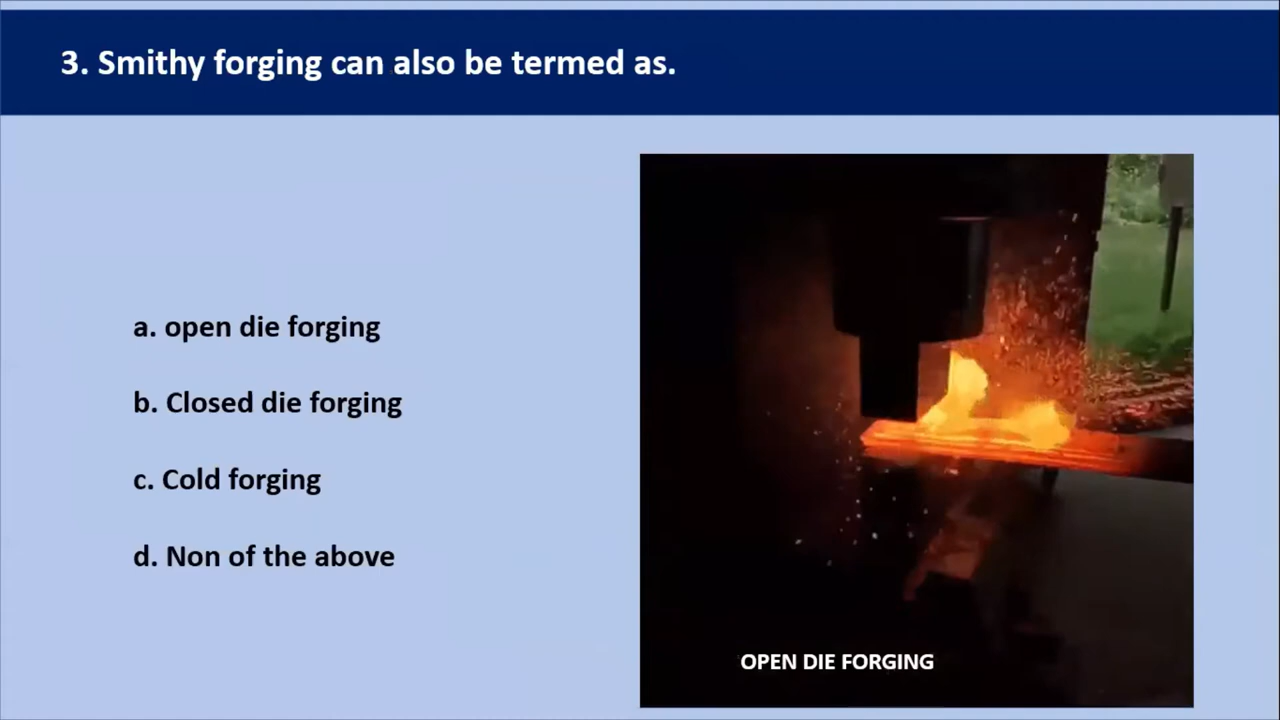 3. Smithy forging can also be termed as.
a. open die forging
b. Closed die forging
c. Cold forging
d. Non of the above
OPEN DIE FORGING